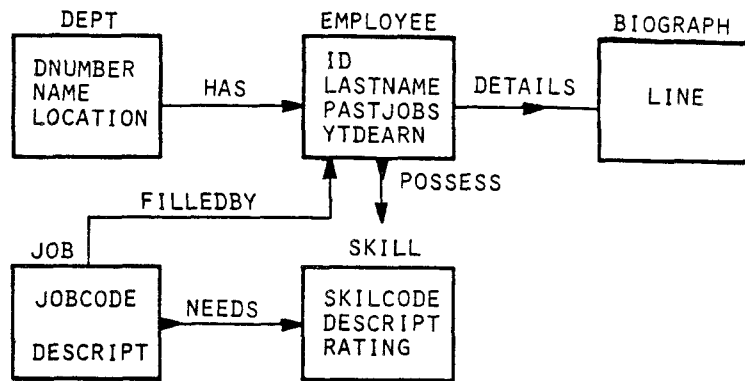 DEPT
EMPLOYEE
BIOGRAPH
DNUMBER
NAME
LOCATION
HAS
ID
LASTNAME
PASTJOBS
YTDEARN
DETAILS
LINE
POSSESS
FILLEDBY
JOB
SKILL
JOBCODE
DESCRIPT
NEEDS
SKILCODE
DESCRIPT
RATING